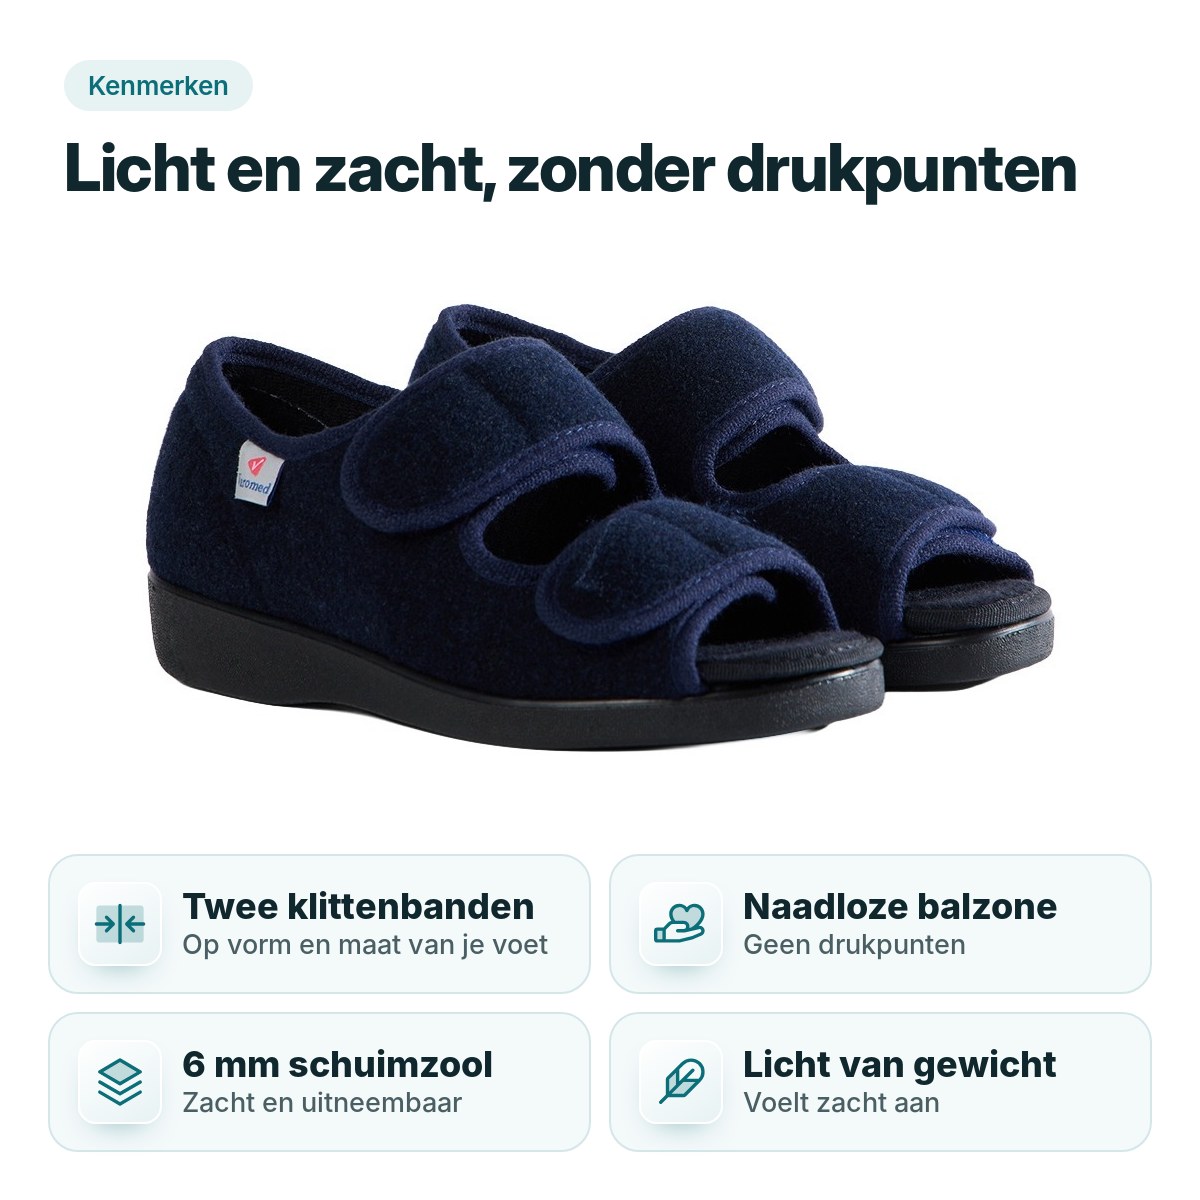 Kenmerken
Licht en zacht, zonder drukpunten
Twee klittenbanden
Op vorm en maat van je voet
Naadloze balzone
Geen drukpunten
6 mm schuimzool
Zacht en uitneembaar
Licht van gewicht
Voelt zacht aan